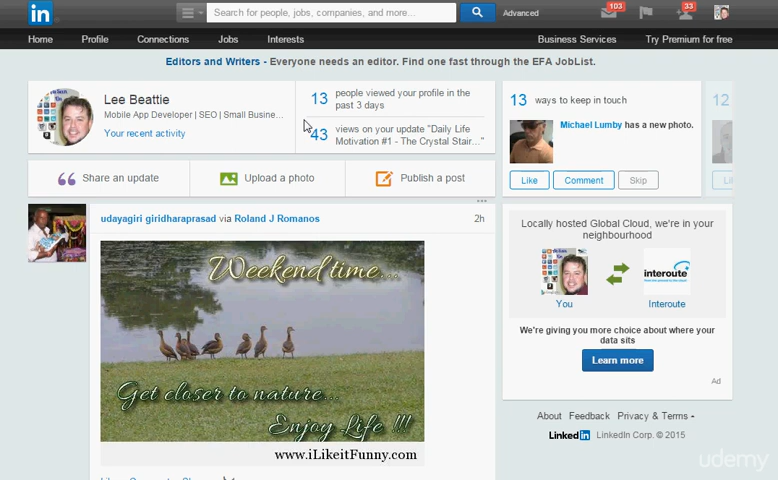 in
Search for people, jobs, companies, and more...
Advanced
103
33
Home Profile Connections Jobs Interests Business Services Try Premium for free
Editors and Writers - Everyone needs an editor. Find one fast through the EFA JobList.
Lee Beattie
Mobile App Developer | SEO | Small Busine...
Your recent activity
13 people viewed your profile in the
past 3 days
43 views on your update "Daily Life
Motivation #1 - The Crystal Stair..."
13 ways to keep in touch
12
Michael Lumby has a new photo.
Like Comment Skip
Share an update Upload a photo Publish a post
udayagiri giridharaprasad via Roland J Romanos 2h
Weekend time...
Get closer to nature...
Enjoy Life !!!
www.iLikeitFunny.com
Locally hosted Global Cloud, we're in your
neighbourhood
interoute
You Interoute
We're giving you more choice about where your
data sits
Learn more
Ad
About Feedback Privacy & Terms
Linked in LinkedIn Corp. © 2015
udemy